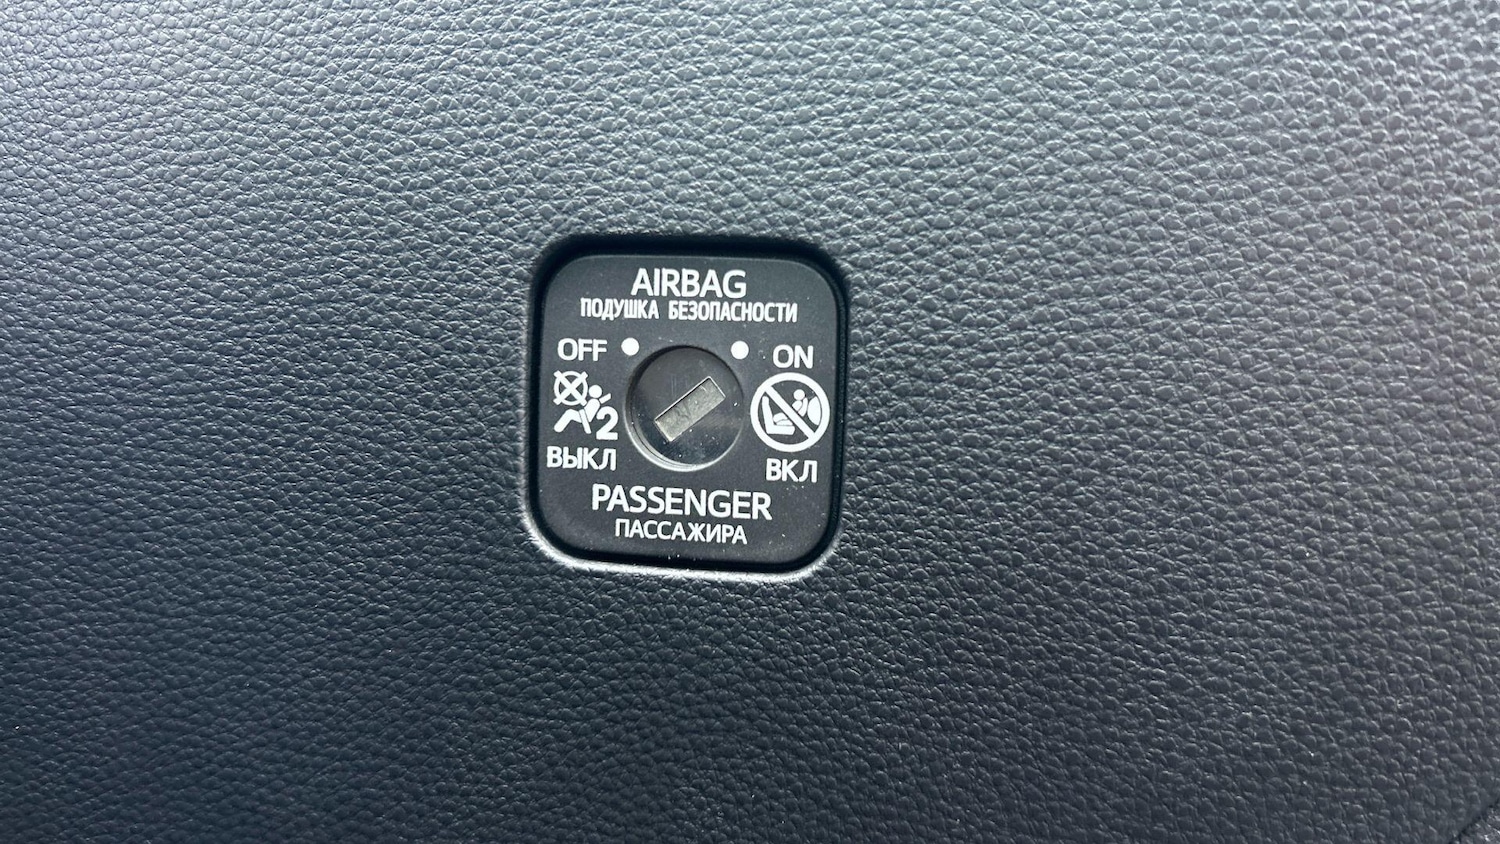 AIRBAG
ПОДУШКА БЕЗОПАСНОСТИ
OFF
ON
2
ВЫКЛ
ВКЛ
PASSENGER
ПАССАЖИРА